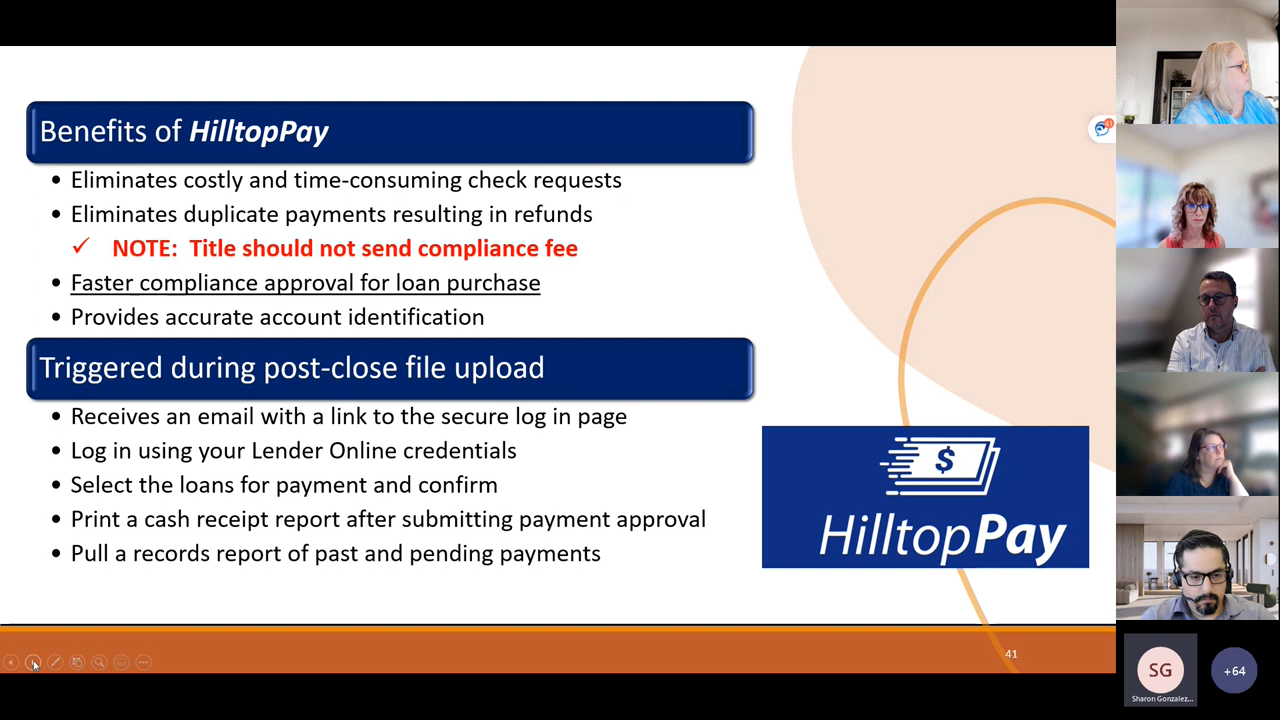 Benefits of HilltopPay
• Eliminates costly and time-consuming check requests
• Eliminates duplicate payments resulting in refunds
✓ NOTE: Title should not send compliance fee
• Faster compliance approval for loan purchase
• Provides accurate account identification
Triggered during post-close file upload
• Receives an email with a link to the secure log in page
• Log in using your Lender Online credentials
• Select the loans for payment and confirm
• Print a cash receipt report after submitting payment approval
• Pull a records report of past and pending payments
$
HilltopPay
41
41
SG
Sharon Gonzalez...
+64